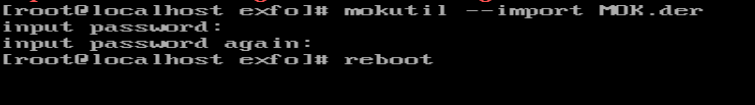 [root@localhost exfo]# mokutil --import MOK.der
input password:
input password again:
[root@localhost exfo]# reboot